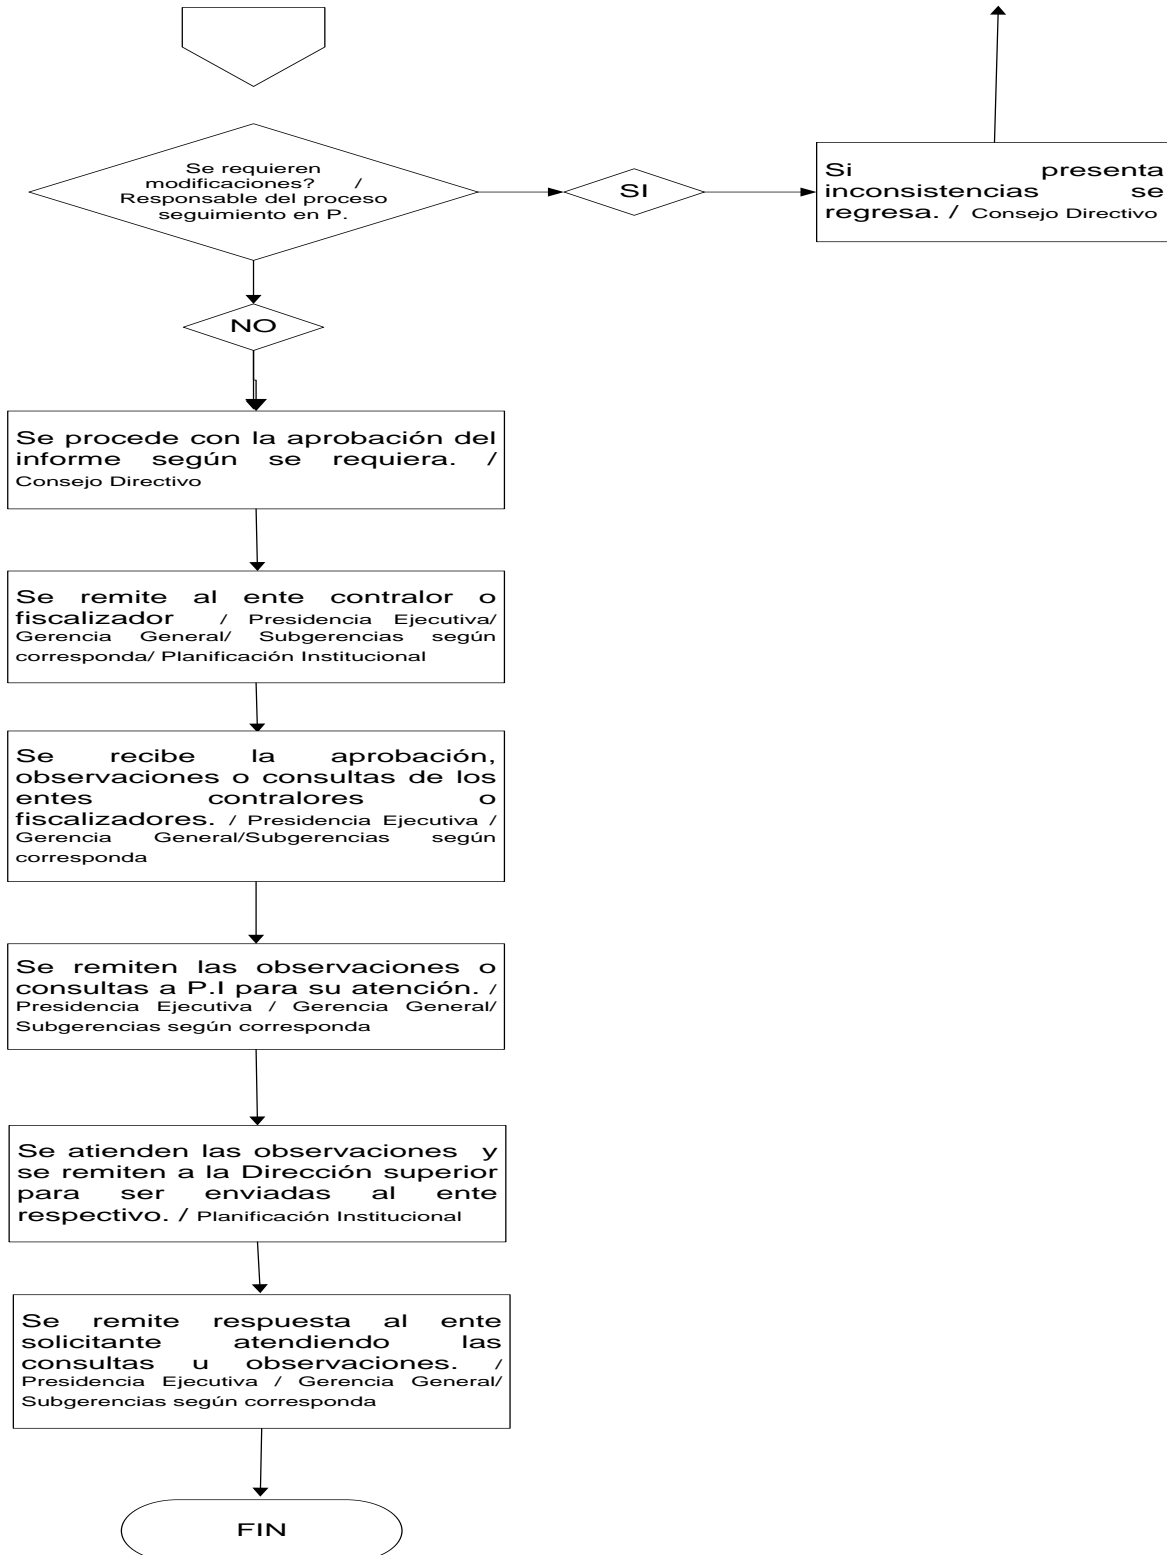 Se requieren
modificaciones? /
Responsable del proceso
seguimiento en P.
SI
Si presenta
inconsistencias se
regresa. / Consejo Directivo
NO
Se procede con la aprobación del
informe según se requiera. /
Consejo Directivo
Se remite al ente contralor o
fiscalizador / Presidencia Ejecutiva/
Gerencia General/ Subgerencias según
corresponda/ Planificación Institucional
Se recibe la aprobación,
observaciones o consultas de los
entes contralores o
fiscalizadores. / Presidencia Ejecutiva /
Gerencia General/Subgerencias según
corresponda
Se remiten las observaciones o
consultas a P.I para su atención. /
Presidencia Ejecutiva / Gerencia General/
Subgerencias según corresponda
Se atienden las observaciones y
se remiten a la Dirección superior
para ser enviadas al ente
respectivo. / Planificación Institucional
Se remite respuesta al ente
solicitante atendiendo las
consultas u observaciones. /
Presidencia Ejecutiva / Gerencia General/
Subgerencias según corresponda
FIN